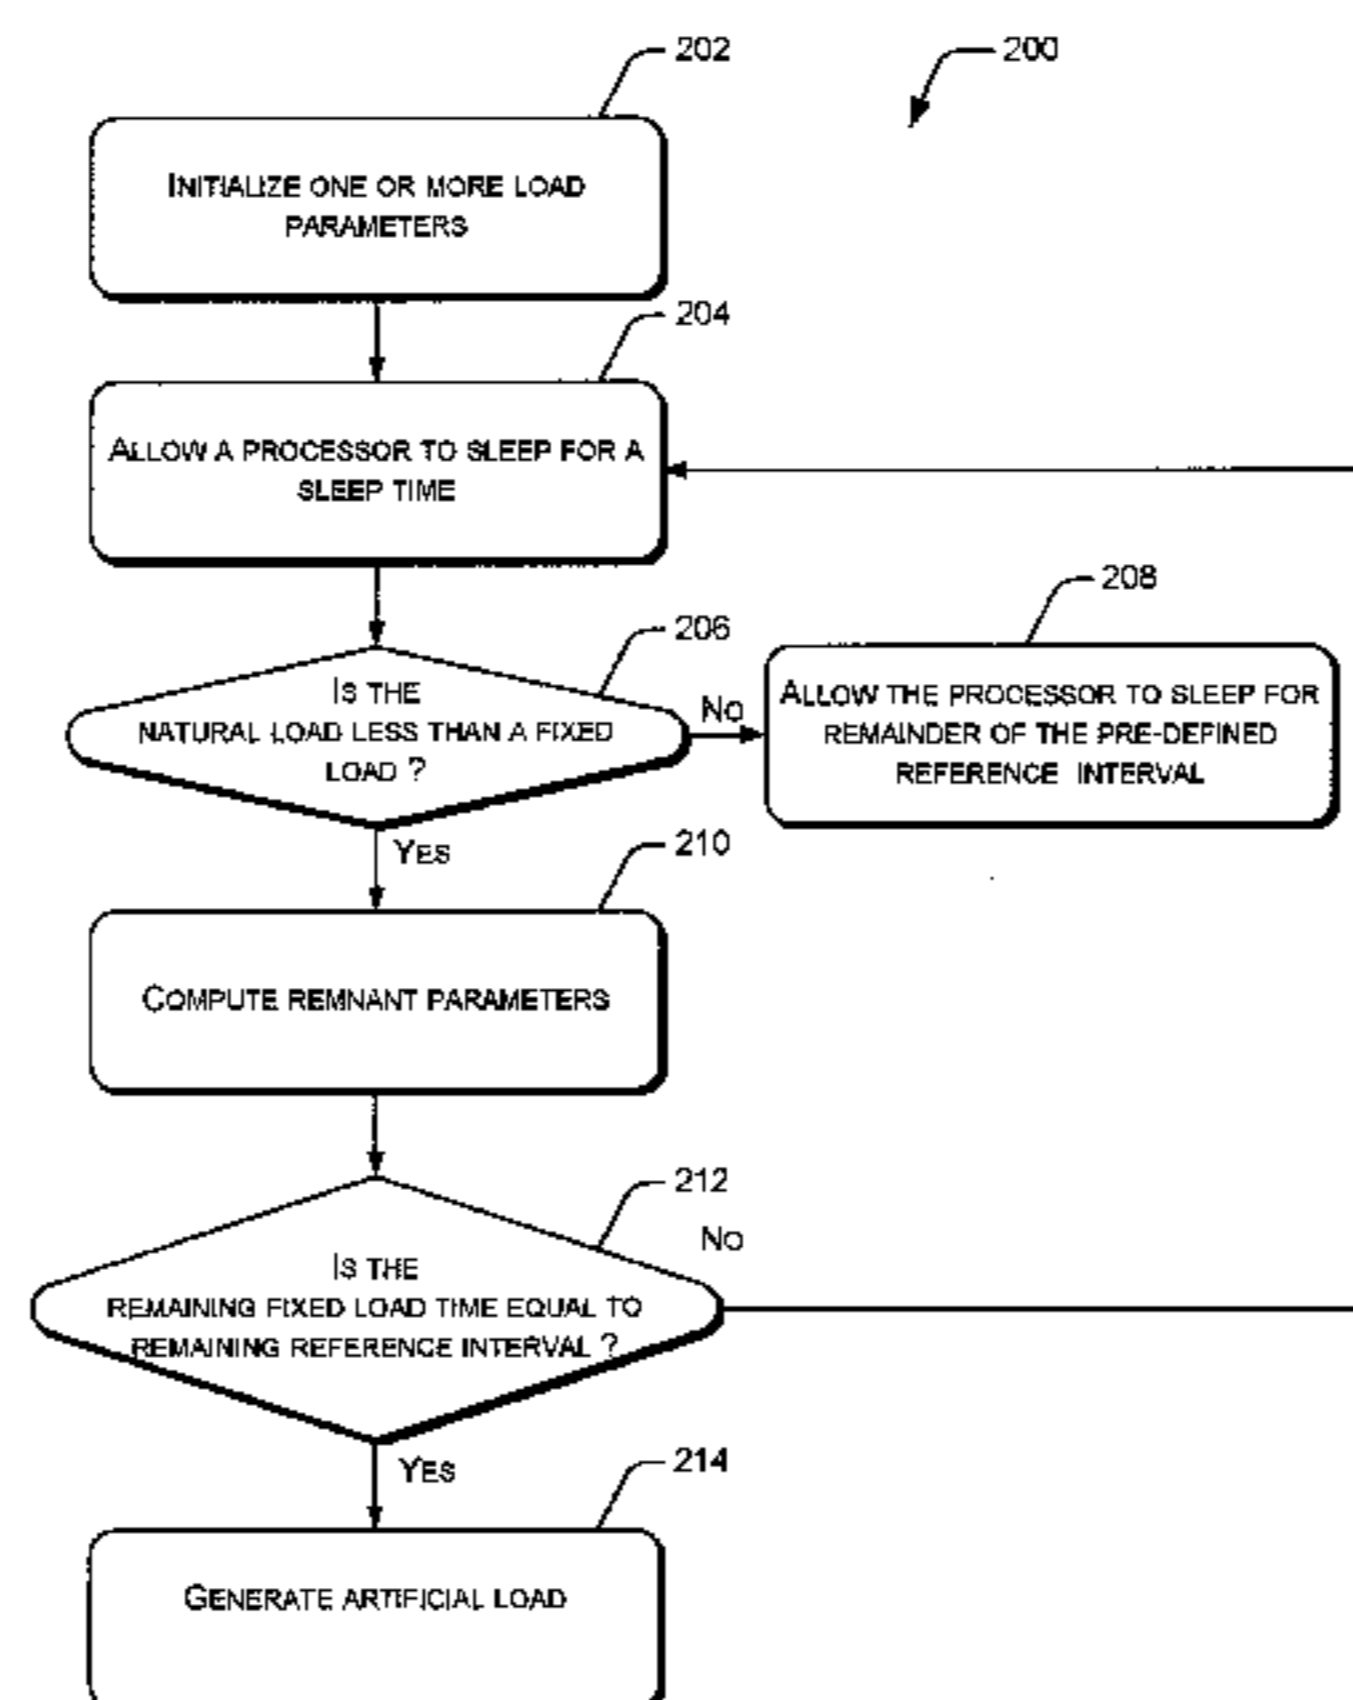 202
200
INITIALIZE ONE OR MORE LOAD
PARAMETERS
204
ALLOW A PROCESSOR TO SLEEP FOR A
SLEEP TIME
206
208
IS THE
NATURAL LOAD LESS THAN A FIXED
LOAD ?
NO
ALLOW THE PROCESSOR TO SLEEP FOR
REMAINDER OF THE PRE-DEFINED
REFERENCE INTERVAL
YES
210
COMPUTE REMNANT PARAMETERS
212
NO
IS THE
REMAINING FIXED LOAD TIME EQUAL TO
REMAINING REFERENCE INTERVAL ?
YES
214
GENERATE ARTIFICIAL LOAD